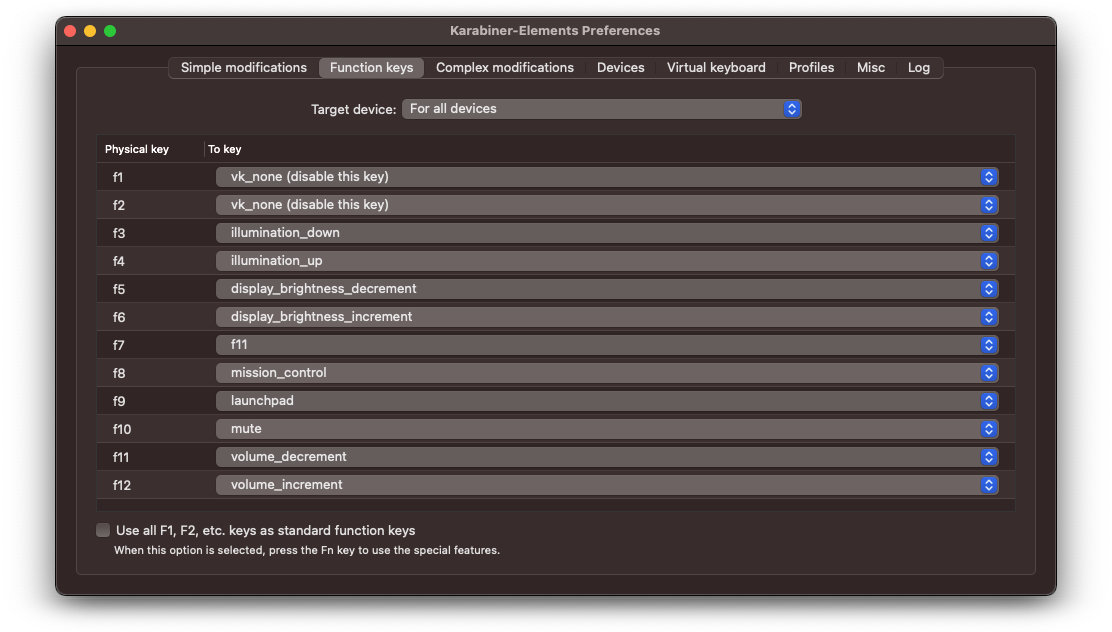 Karabiner-Elements Preferences
Simple modifications Function keys Complex modifications Devices Virtual keyboard Profiles Misc Log
Target device: For all devices
Physical key To key
f1 vk_none (disable this key)
f2 vk_none (disable this key)
f3 illumination_down
f4 illumination_up
f5 display_brightness_decrement
f6 display_brightness_increment
f7 f11
f8 mission_control
f9 launchpad
f10 mute
f11 volume_decrement
f12 volume_increment
Use all F1, F2, etc. keys as standard function keys
When this option is selected, press the Fn key to use the special features.